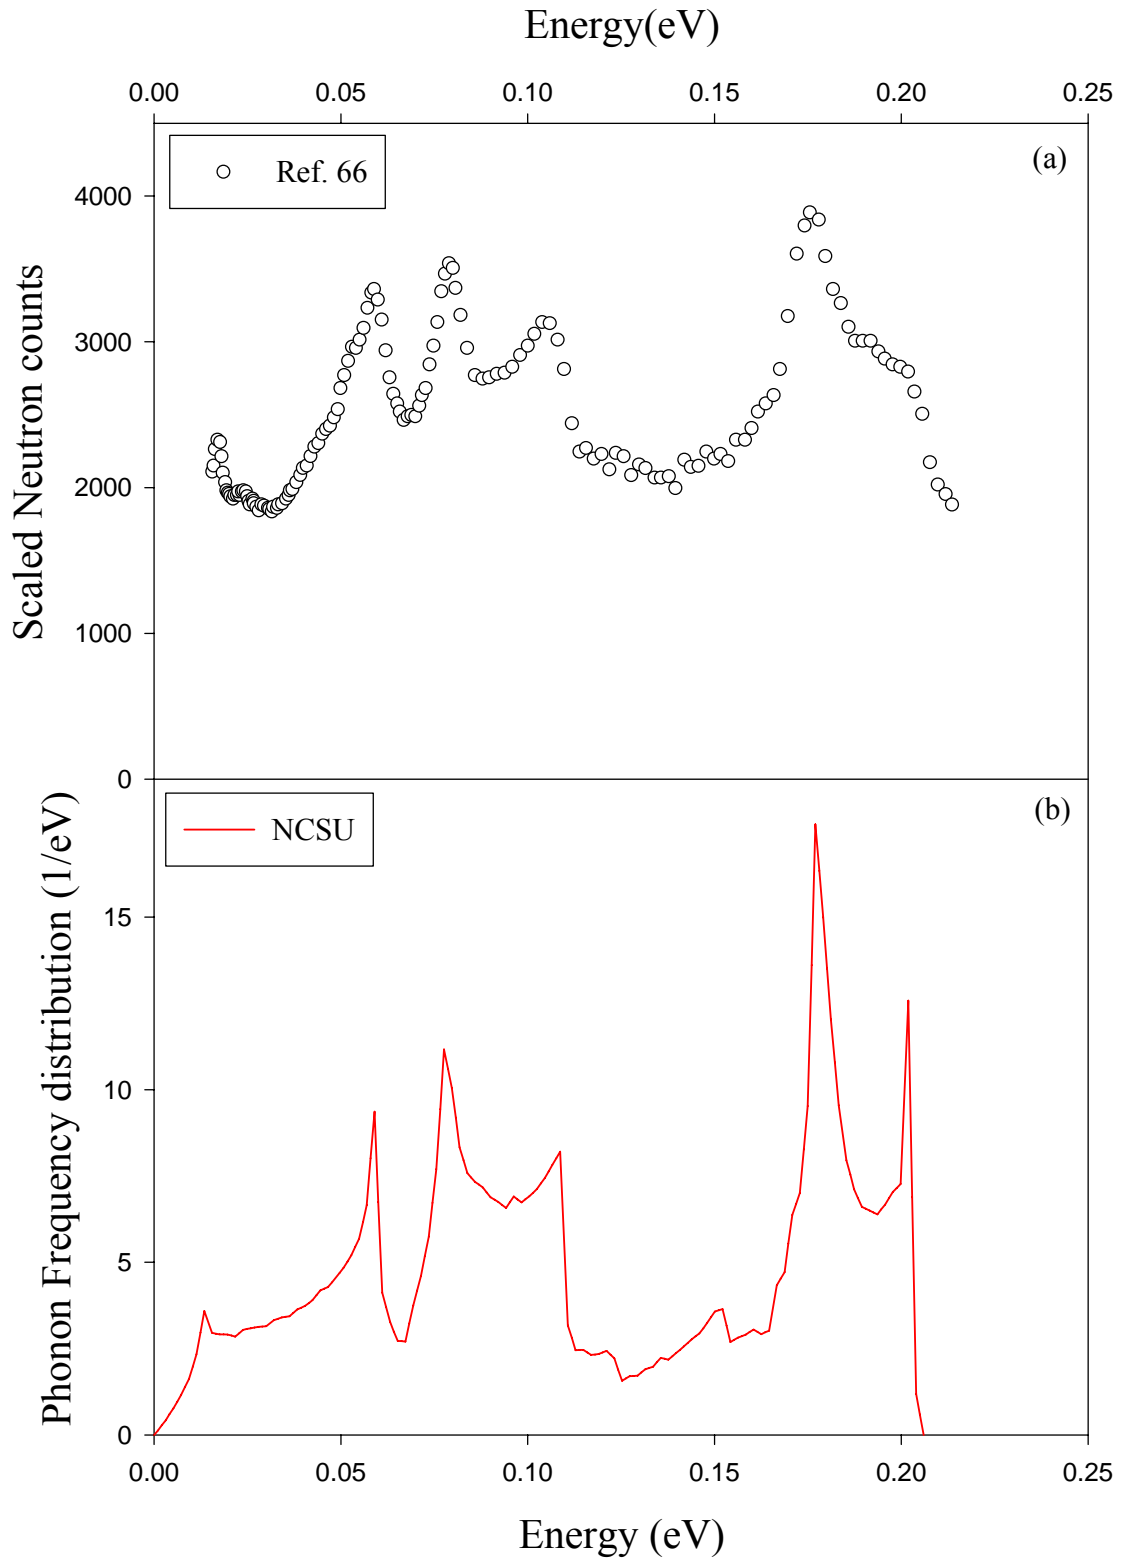 Energy(eV)
0.00 0.05 0.10 0.15 0.20 0.25
Ref. 66
(a)
4000
3000
2000
1000
0
Scaled Neutron counts
NCSU
(b)
15
10
5
0
Phonon Frequency distribution (1/eV)
0.00 0.05 0.10 0.15 0.20 0.25
Energy (eV)